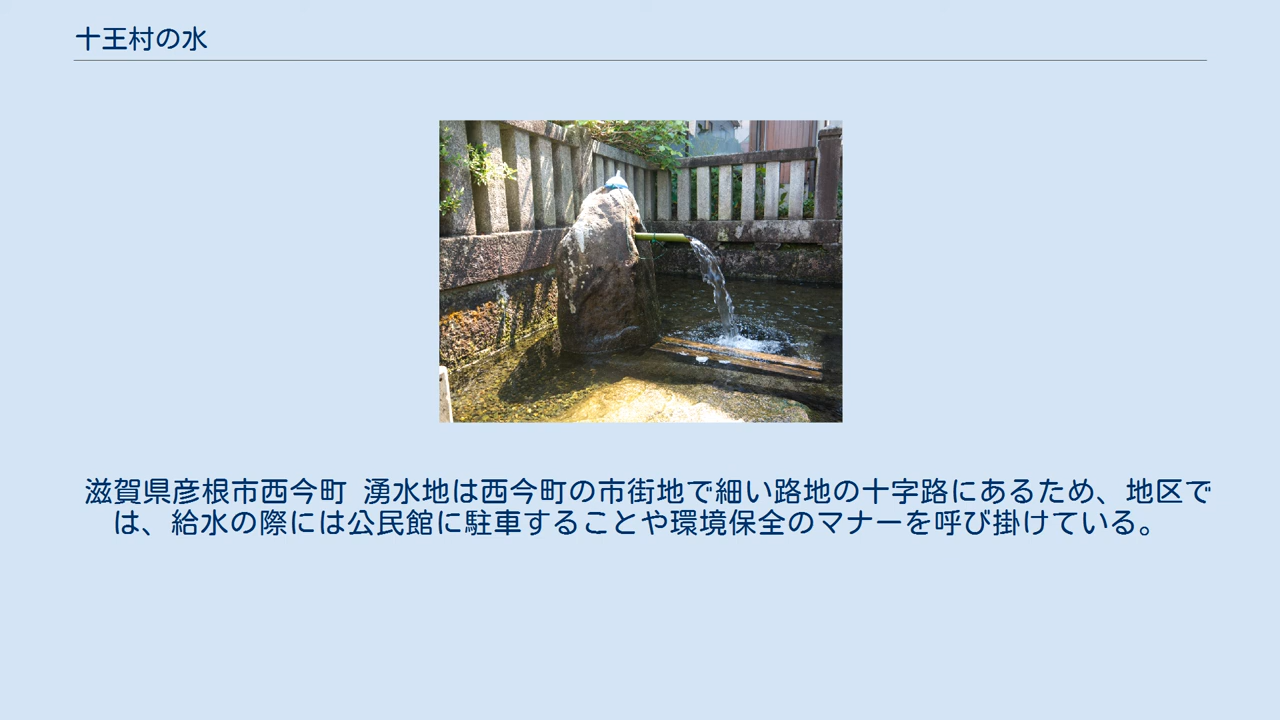 十王村の水
滋賀県彦根市西今町 湧水地は西今町の市街地で細い路地の十字路にあるため、地区で
は、給水の際には公民館に駐車することや環境保全のマナーを呼び掛けている。